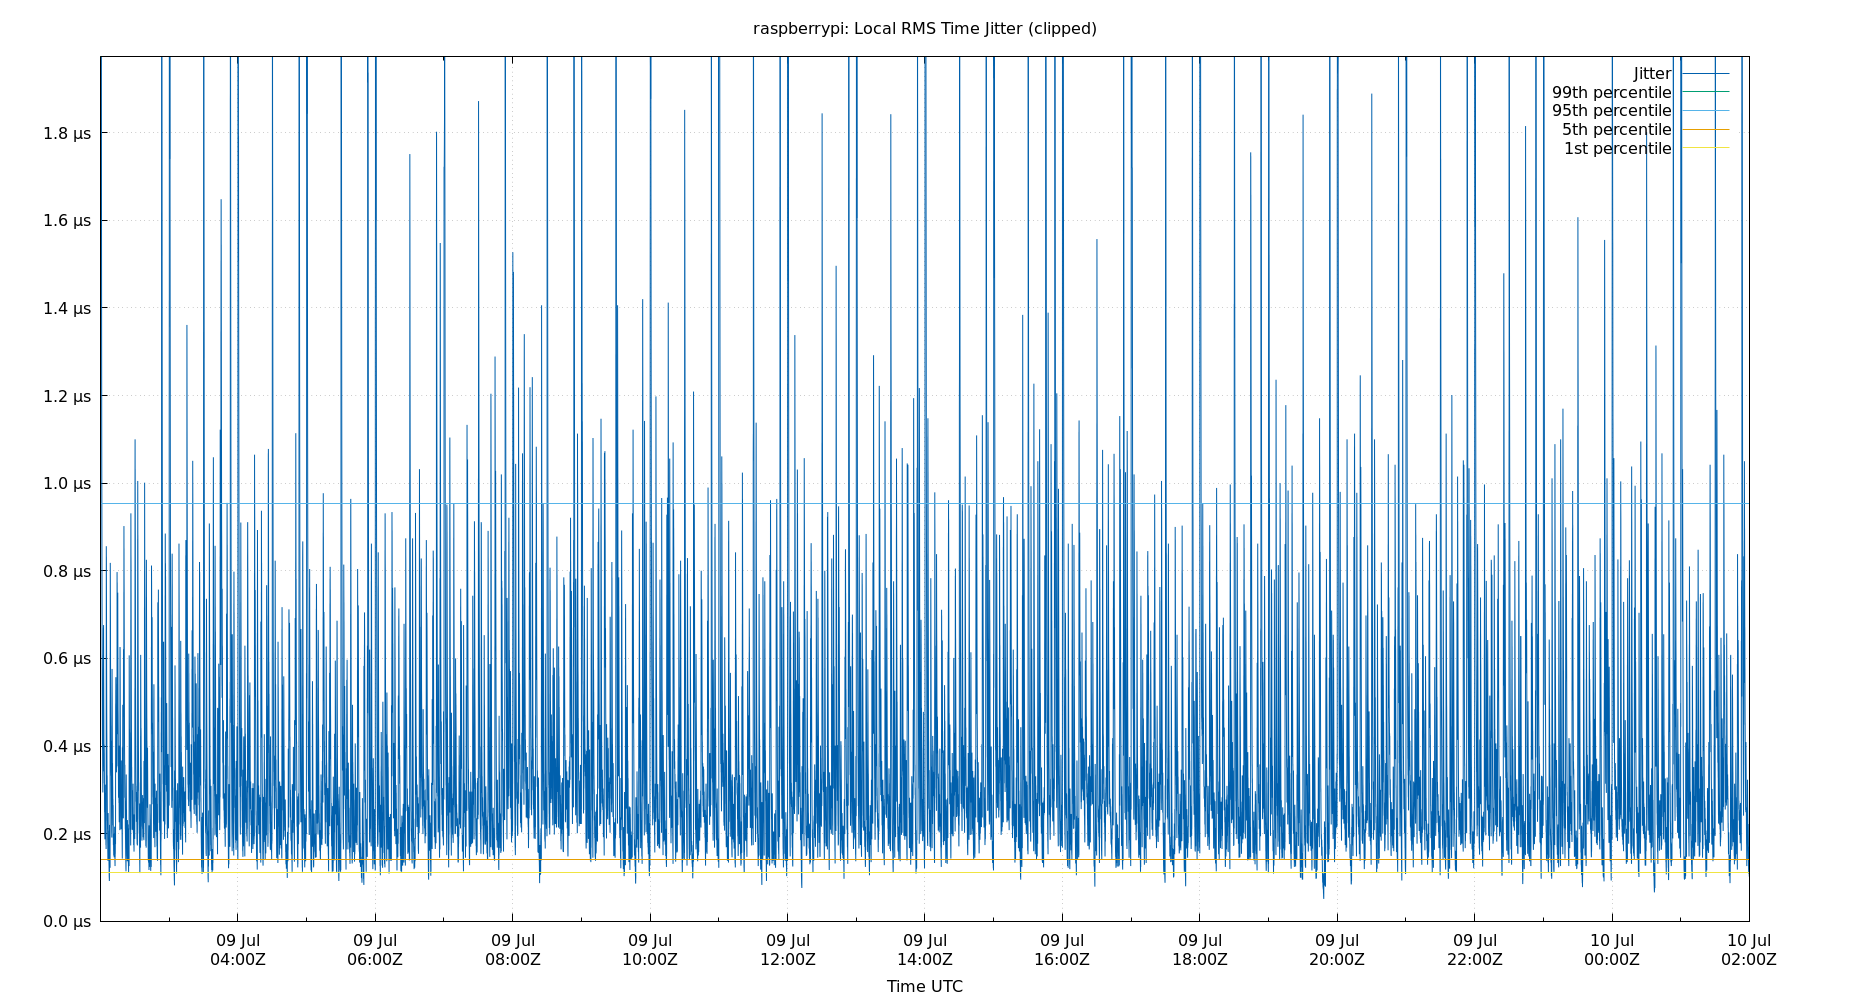 raspberrypi: Local RMS Time Jitter (clipped)
Jitter
99th percentile
95th percentile
5th percentile
1st percentile
1.8 µs
1.6 µs
1.4 µs
1.2 µs
1.0 µs
0.8 µs
0.6 µs
0.4 µs
0.2 µs
0.0 µs
09 Jul 09 Jul 09 Jul 09 Jul 09 Jul 09 Jul 09 Jul 09 Jul 09 Jul 09 Jul 10 Jul 10 Jul
04:00Z 06:00Z 08:00Z 10:00Z 12:00Z 14:00Z 16:00Z 18:00Z 20:00Z 22:00Z 00:00Z 02:00Z
Time UTC